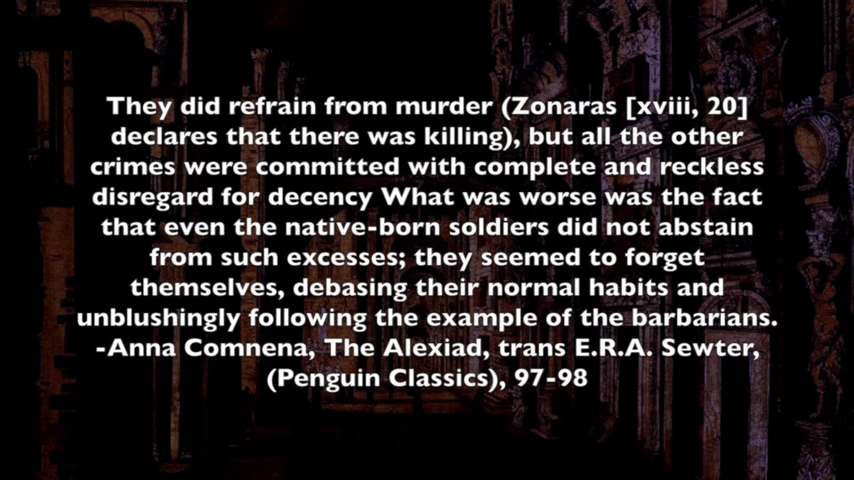 They did refrain from murder (Zonaras [xviii, 20]
declares that there was killing), but all the other
crimes were committed with complete and reckless
disregard for decency What was worse was the fact
that even the native-born soldiers did not abstain
from such excesses; they seemed to forget
themselves, debasing their normal habits and
unblushingly following the example of the barbarians.
-Anna Comnena, The Alexiad, trans E.R.A. Sewter,
(Penguin Classics), 97-98